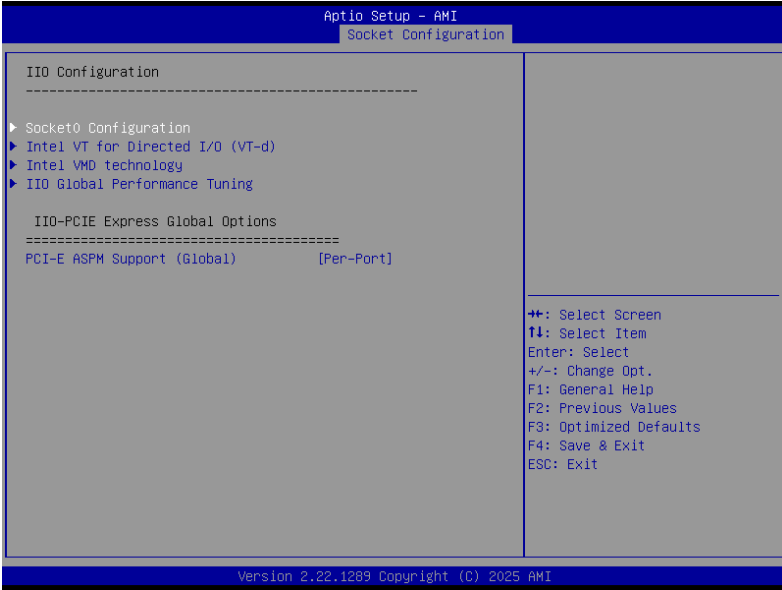 Aptio Setup – AMI
Socket Configuration
IIO Configuration
--------------------------------------------------
Socket0 Configuration
Intel VT for Directed I/O (VT-d)
Intel VMD technology
IIO Global Performance Tuning
IIO-PCIE Express Global Options
========================================
PCI-E ASPM Support (Global) [Per-Port]
→←: Select Screen
↑↓: Select Item
Enter: Select
+/-: Change Opt.
F1: General Help
F2: Previous Values
F3: Optimized Defaults
F4: Save & Exit
ESC: Exit
Version 2.22.1289 Copyright (C) 2025 AMI